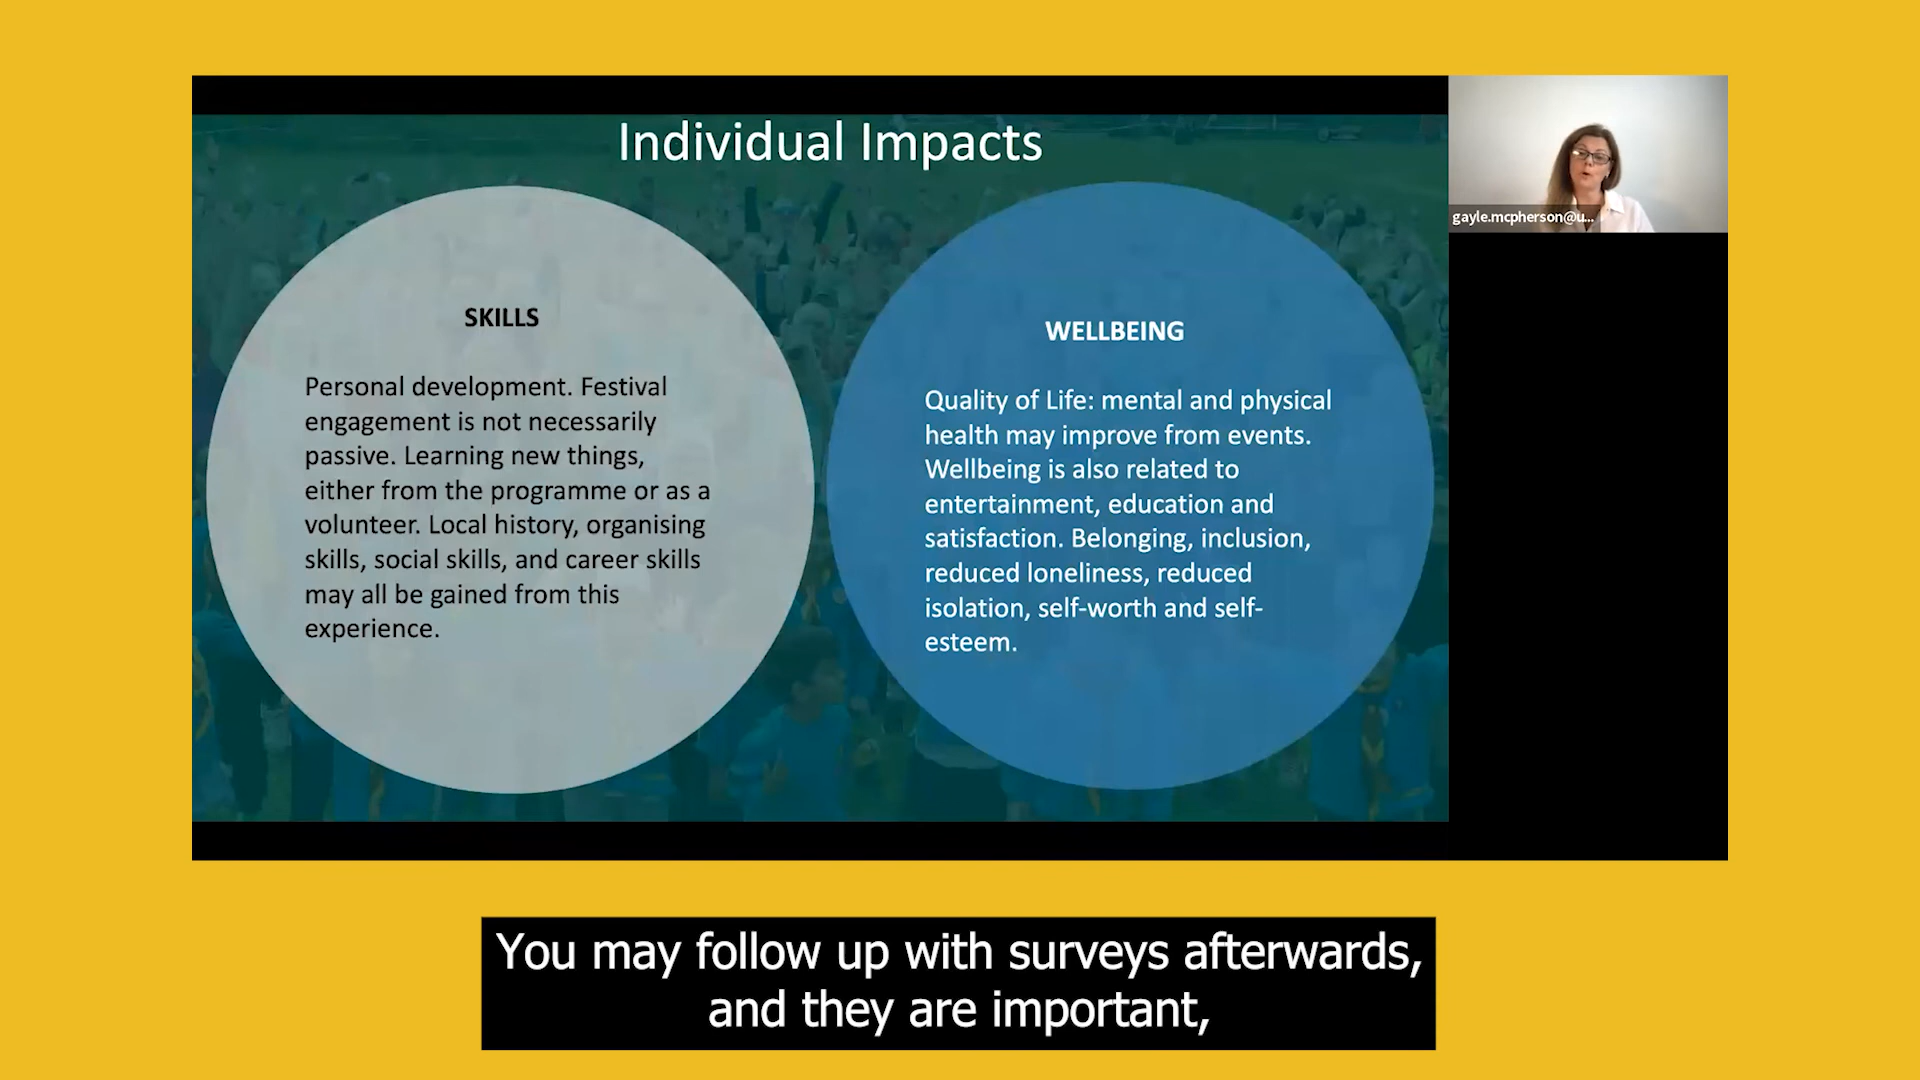 Individual Impacts
SKILLS
Personal development. Festival
engagement is not necessarily
passive. Learning new things,
either from the programme or as a
volunteer. Local history, organising
skills, social skills, and career skills
may all be gained from this
experience.
WELLBEING
Quality of Life: mental and physical
health may improve from events.
Wellbeing is also related to
entertainment, education and
satisfaction. Belonging, inclusion,
reduced loneliness, reduced
isolation, self-worth and self-
esteem.
gayle.mcpherson@u...
You may follow up with surveys afterwards,
and they are important,